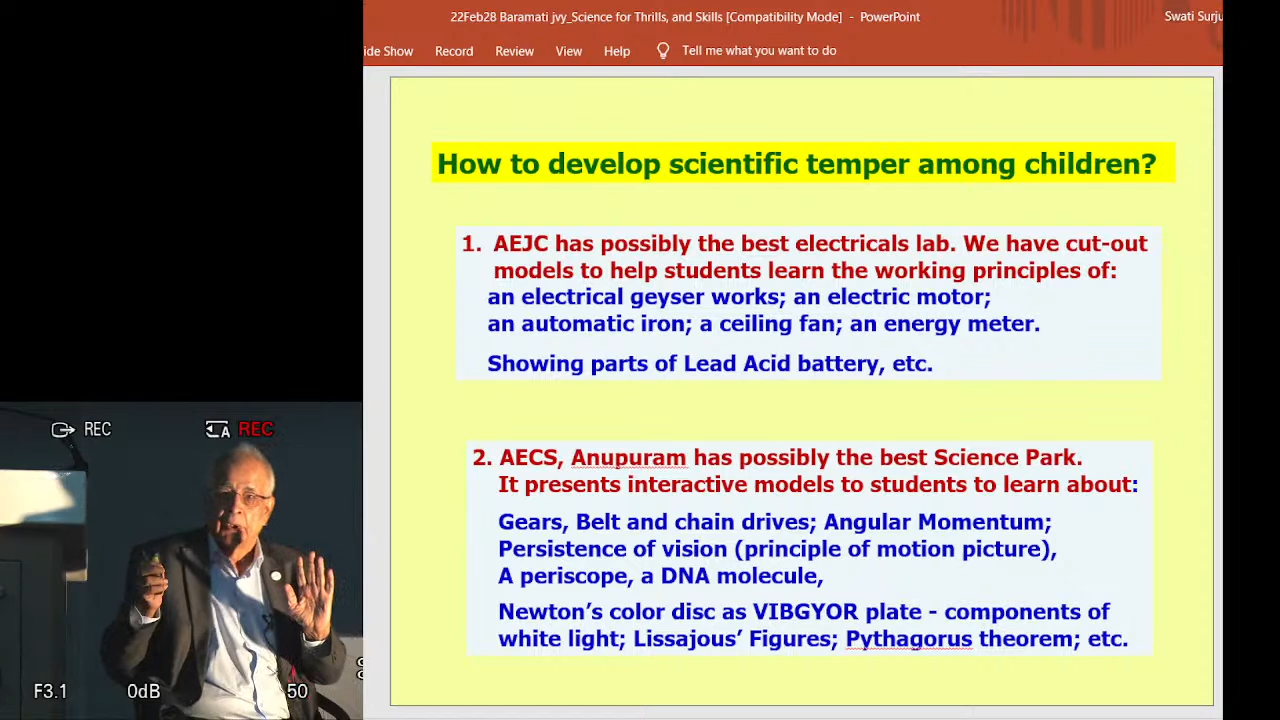 22Feb28 Baramati jvy_Science for Thrills, and Skills [Compatibility Mode] - PowerPoint
Swati Surju
ide Show Record Review View Help Tell me what you want to do
How to develop scientific temper among children?
1. AEJC has possibly the best electricals lab. We have cut-out
models to help students learn the working principles of:
an electrical geyser works; an electric motor;
an automatic iron; a ceiling fan; an energy meter.
Showing parts of Lead Acid battery, etc.
2. AECS, Anupuram has possibly the best Science Park.
It presents interactive models to students to learn about:
Gears, Belt and chain drives; Angular Momentum;
Persistence of vision (principle of motion picture),
A periscope, a DNA molecule,
Newton's color disc as VIBGYOR plate - components of
white light; Lissajous' Figures; Pythagorus theorem; etc.
REC A REC
F3.1 0dB 50